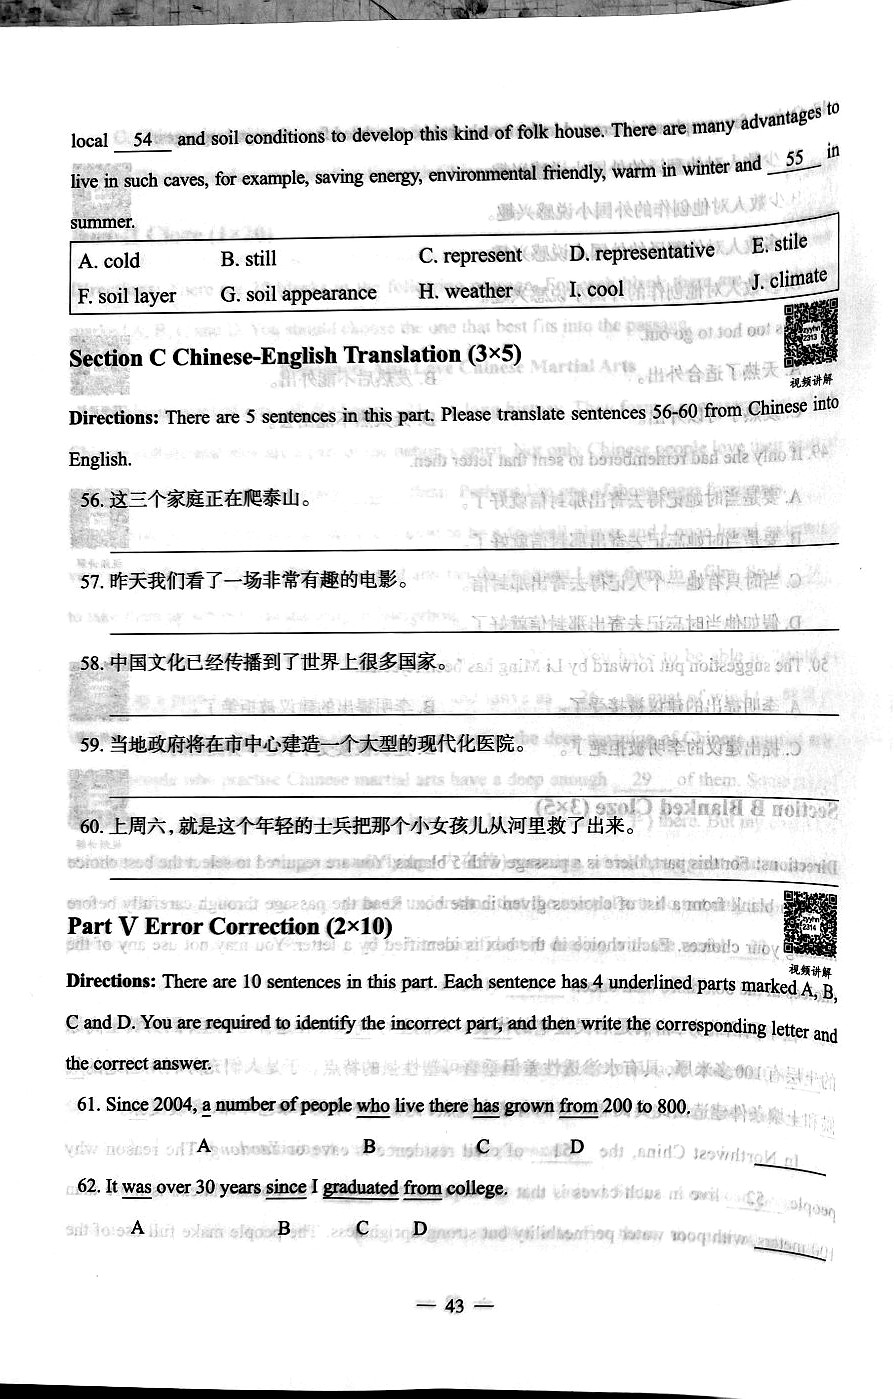 local 54 and soil conditions to develop this kind of folk house. There are many advantages to
live in such caves, for example, saving energy, environmental friendly, warm in winter and 55 in
summer.
A. cold B. still C. represent D. representative E. stile
F. soil layer G. soil appearance H. weather I. cool J. climate
Section C Chinese-English Translation (3×5)
视频讲解
Directions: There are 5 sentences in this part. Please translate sentences 56-60 from Chinese into
English.
56. 这三个家庭正在爬泰山。
57. 昨天我们看了一场非常有趣的电影。
58. 中国文化已经传播到了世界上很多国家。
59. 当地政府将在市中心建造一个大型的现代化医院。
60. 上周六，就是这个年轻的士兵把那个小女孩儿从河里救了出来。
Part V Error Correction (2×10)
视频讲解
Directions: There are 10 sentences in this part. Each sentence has 4 underlined parts marked A, B,
C and D. You are required to identify the incorrect part, and then write the corresponding letter and
the correct answer.
61. Since 2004, a number of people who live there has grown from 200 to 800.
A B C D
62. It was over 30 years since I graduated from college.
A B C D
— 43 —